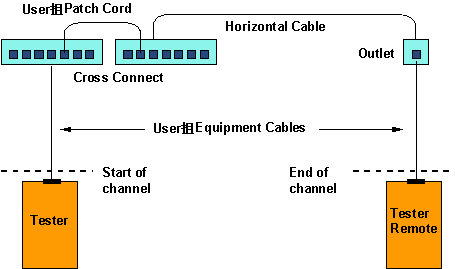 User担Patch Cord
Horizontal Cable
Outlet
Cross Connect
User担Equipment Cables
Start of
channel
End of
channel
Tester
Tester
Remote